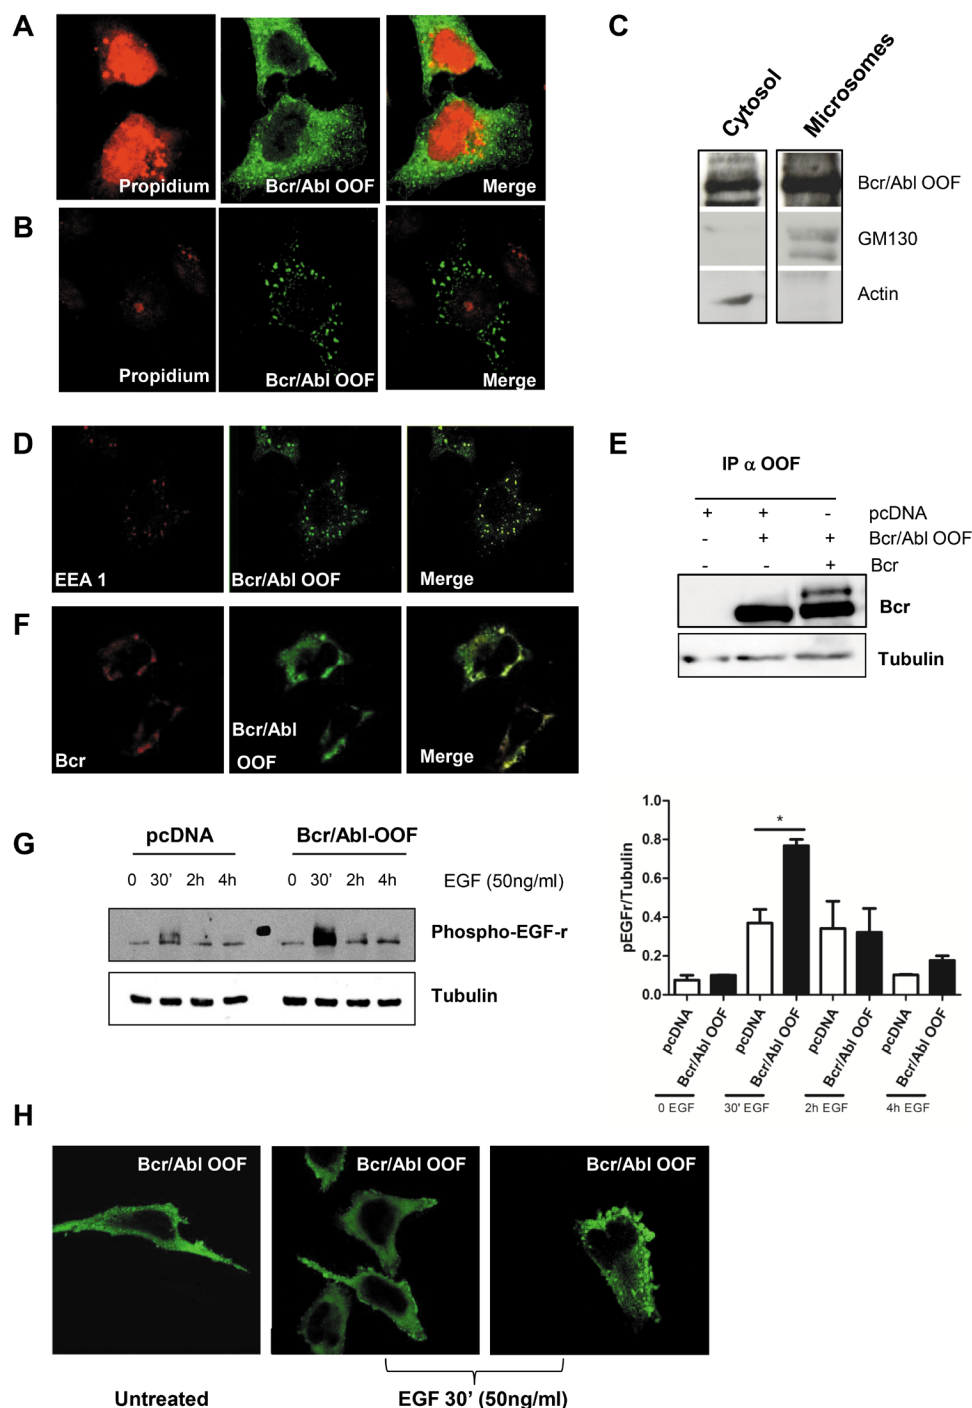 A
Propidium
Bcr/Abl OOF
Merge
B
Propidium
Bcr/Abl OOF
Merge
C
Cytosol
Microsomes
Bcr/Abl OOF
GM130
Actin
D
EEA 1
Bcr/Abl OOF
Merge
E
IP α OOF
+ + - pcDNA
- + + Bcr/Abl OOF
- - + Bcr
Bcr
Tubulin
F
Bcr
Bcr/Abl
OOF
Merge
G
pcDNA
Bcr/Abl-OOF
0 30’ 2h 4h 0 30’ 2h 4h EGF (50ng/ml)
Phospho-EGF-r
Tubulin
pEGFr/Tubulin
1.0
0.8
0.4
0.2
0.0
*
pcDNA
Bcr/Abl OOF
pcDNA
Bcr/Abl OOF
pcDNA
Bcr/Abl OOF
pcDNA
Bcr/Abl OOF
0 EGF
30' EGF
2h EGF
4h EGF
H
Bcr/Abl OOF
Bcr/Abl OOF
Bcr/Abl OOF
Untreated
EGF 30’ (50ng/ml)